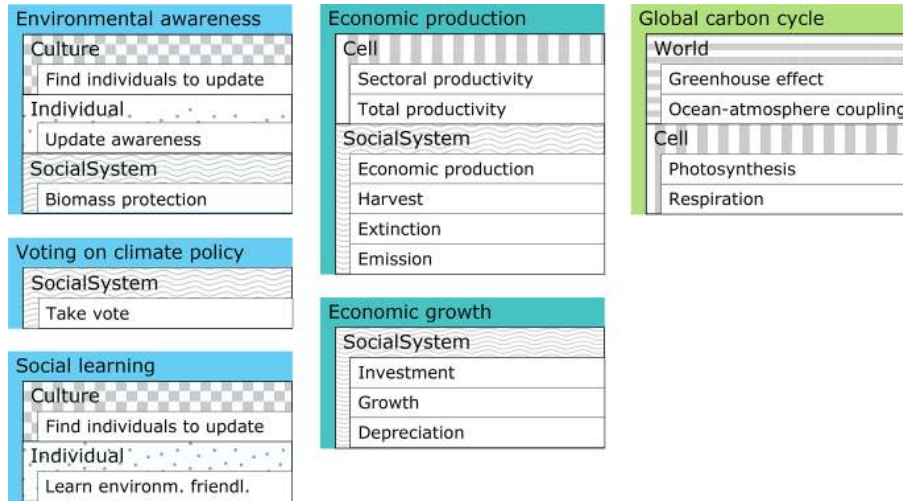 Environmental awareness
Culture
Find individuals to update
Individual
Update awareness
SocialSystem
Biomass protection
Voting on climate policy
SocialSystem
Take vote
Social learning
Culture
Find individuals to update
Individual
Learn environm. friendl.
Economic production
Cell
Sectoral productivity
Total productivity
SocialSystem
Economic production
Harvest
Extinction
Emission
Economic growth
SocialSystem
Investment
Growth
Depreciation
Global carbon cycle
World
Greenhouse effect
Ocean-atmosphere coupling
Cell
Photosynthesis
Respiration